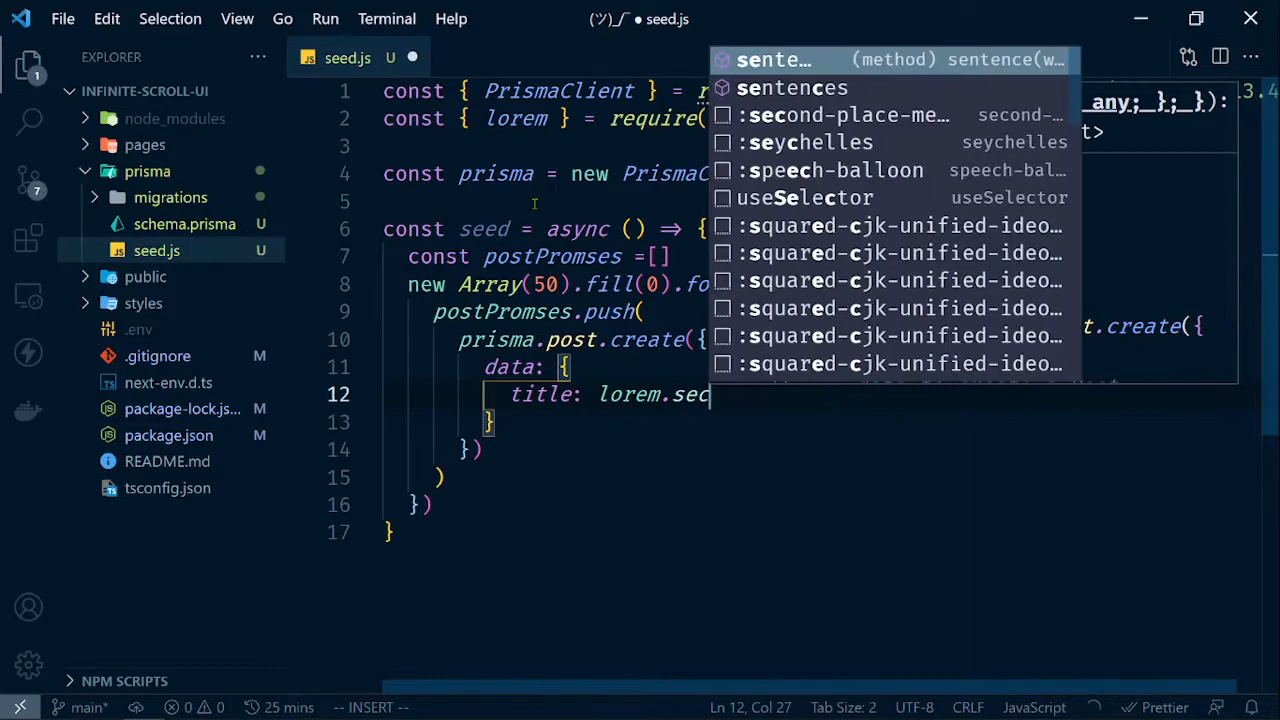 File Edit Selection View Go Run Terminal Help
(ツ)_/¯ ● seed.js
EXPLORER
1
7
INFINITE-SCROLL-UI
node_modules
pages
prisma
migrations
schema.prisma U
seed.js U
public
styles
.env
.gitignore M
next-env.d.ts
package-lock.js... M
package.json M
README.md
tsconfig.json
NPM SCRIPTS
seed.js U
1 const { PrismaClient } = r
2 const { lorem } = require(
3
4 const prisma = new PrismaC
5
6 const seed = async () => {
7 const postPromses =[]
8 new Array(50).fill(0).fo
9 postPromses.push(
10 prisma.post.create({
11 data: {
12 title: lorem.sec
13 }
14 })
15 )
16 })
17 }
sente... (method) sentence(w...
sentences
:second-place-me... second-...
:seychelles seychelles
:speech-balloon speech-bal...
useSelector useSelector
:squared-cjk-unified-ideo...
:squared-cjk-unified-ideo...
:squared-cjk-unified-ideo...
:squared-cjk-unified-ideo...
:squared-cjk-unified-ideo...
:squared-cjk-unified-ideo...
13.4
any; }; }):
t>
t.create({
main* 0 0 25 mins -- INSERT -- Ln 12, Col 27 Tab Size: 2 UTF-8 CRLF JavaScript Prettier